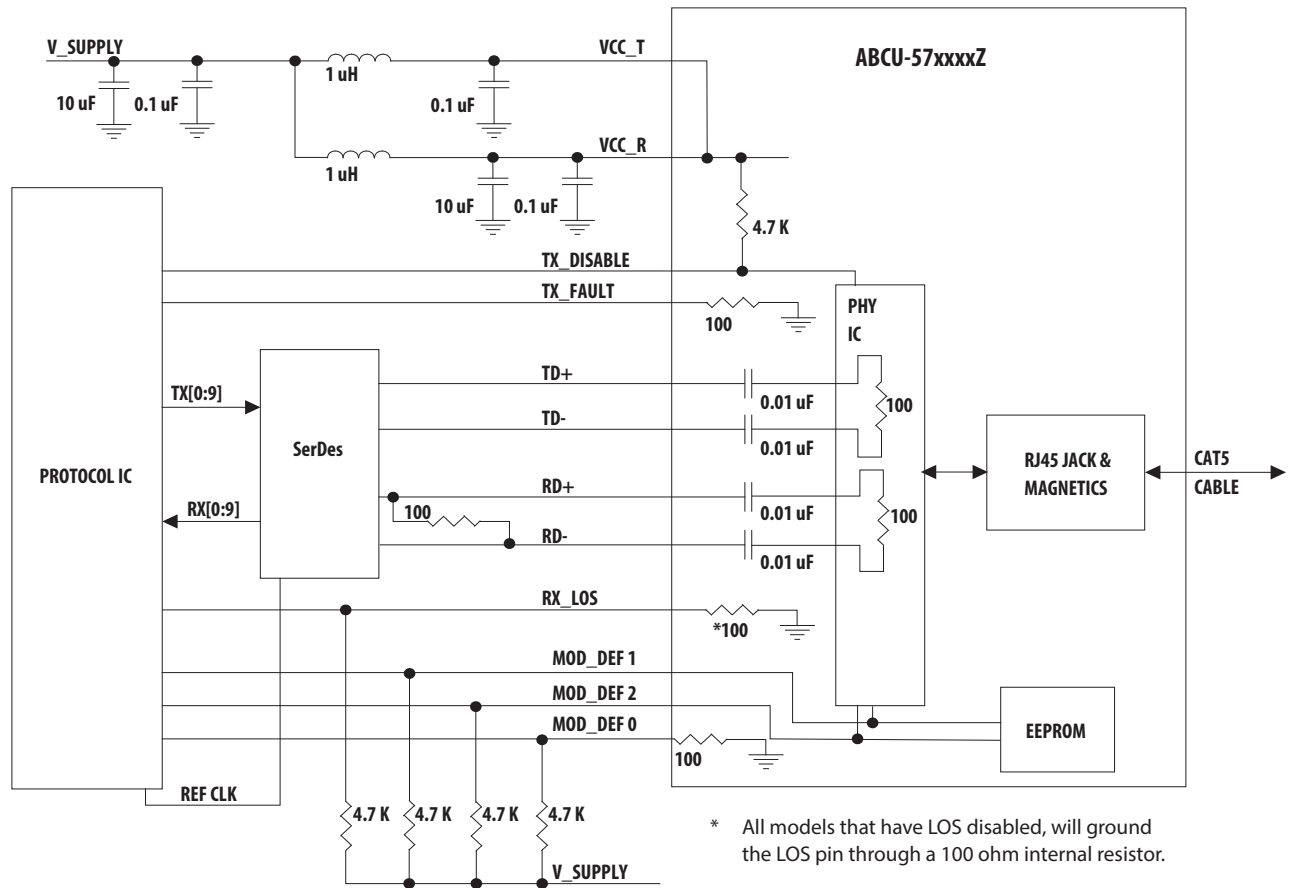 V_SUPPLY
VCC_T
ABCU-57xxxxZ
1 uH
10 uF
0.1 uF
0.1 uF
VCC_R
1 uH
10 uF
0.1 uF
4.7 K
TX_DISABLE
TX_FAULT
100
PHY
IC
TX[0:9]
TD+
0.01 uF
100
TD-
0.01 uF
SerDes
PROTOCOL IC
RJ45 JACK &
MAGNETICS
CAT5
CABLE
RX[0:9]
RD+
0.01 uF
100
100
RD-
0.01 uF
RX_LOS
*100
MOD_DEF 1
MOD_DEF 2
MOD_DEF 0
100
EEPROM
REF CLK
4.7 K
4.7 K
4.7 K
4.7 K
V_SUPPLY
* All models that have LOS disabled, will ground
the LOS pin through a 100 ohm internal resistor.